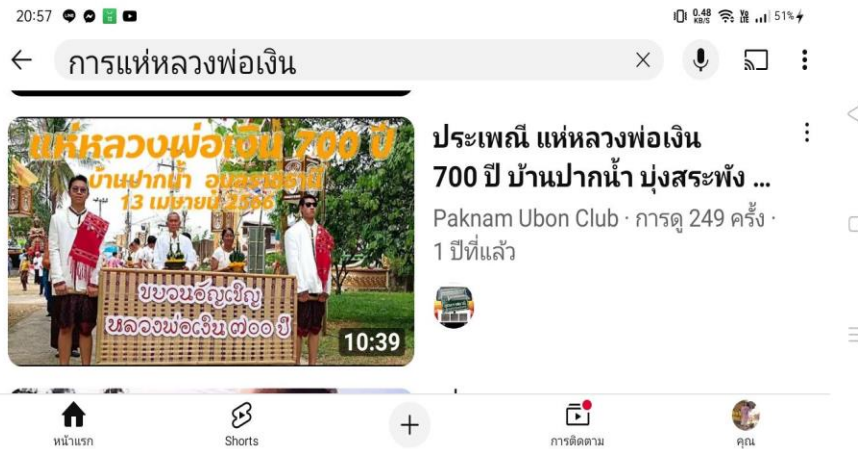 20:57
0.48 KB/S
51%
การแห่หลวงพ่อเงิน
แห่หลวงพ่อเงิน 700 ปี
บ้านปากน้ำ อุบลราชธานี
13 เมษายน 2566
ขบวนอัญเชิญ
หลวงพ่อเงิน ๗๐๐ ปี
10:39
ประเพณี แห่หลวงพ่อเงิน
700 ปี บ้านปากน้ำ บุ่งสระพัง ...
Paknam Ubon Club · การดู 249 ครั้ง ·
1 ปีที่แล้ว
หน้าแรก
Shorts
การติดตาม
คุณ